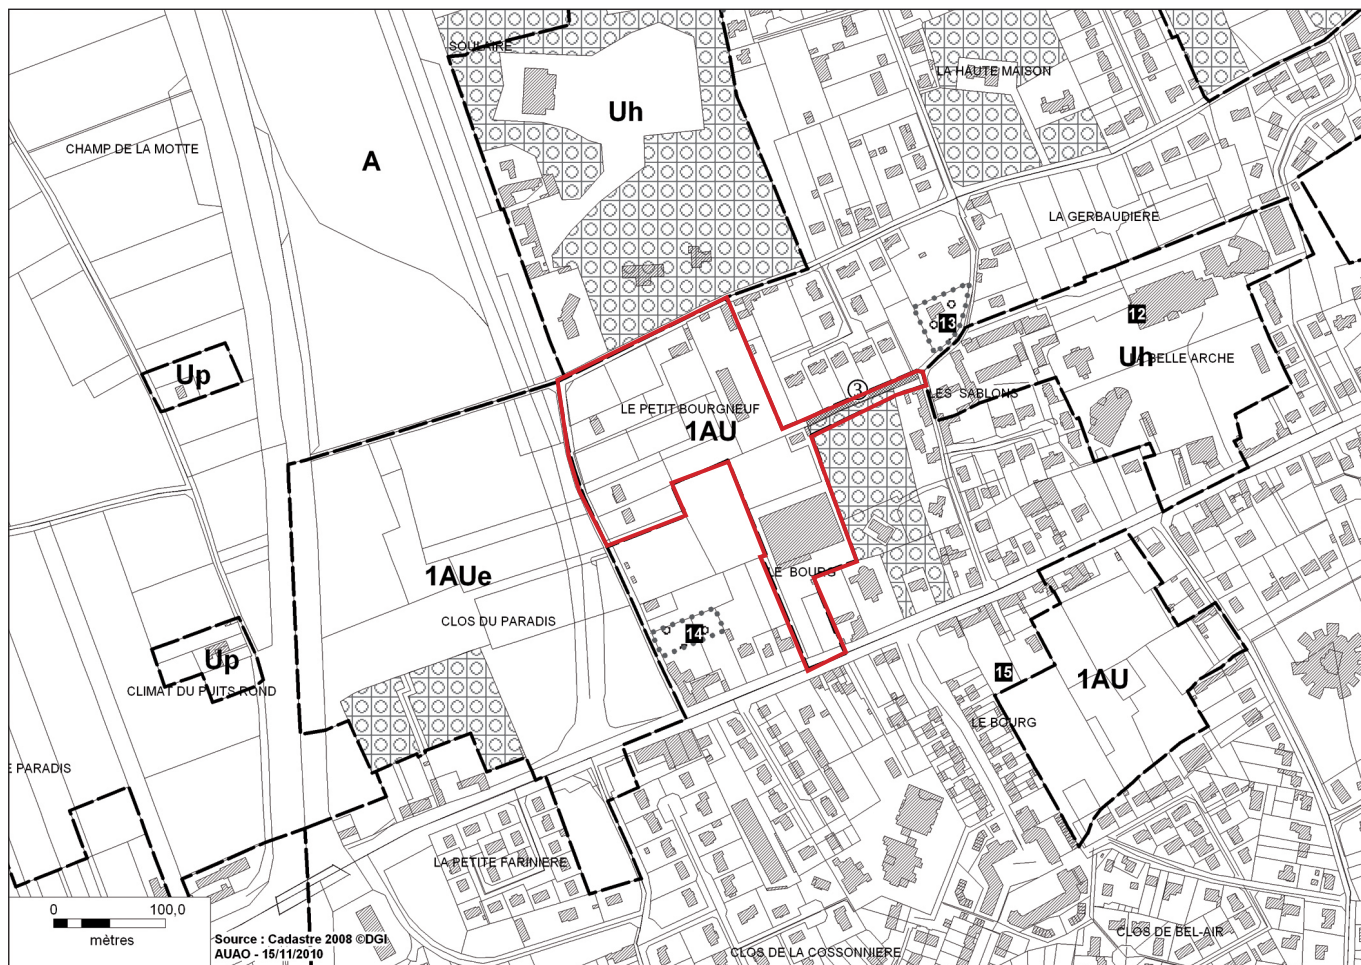 SOULAIRE
LA HAUTE MAISON
Uh
CHAMP DE LA MOTTE
A
LA GERBAUDIERE
13
12
Uh
LA BELLE ARCHE
Up
3
LES SABLONS
LE PETIT BOURGNEUF
1AU
1AUe
LE BOURG
CLOS DU PARADIS
14
Up
15
1AU
CLIMAT DU PUITS ROND
LE BOURG
E PARADIS
LA PETITE FARINIERE
0 100,0
mètres
Source : Cadastre 2008 ©DGI
AUAO - 15/11/2010
CLOS DE BEL-AIR
CLOS DE LA COSSONNIERE